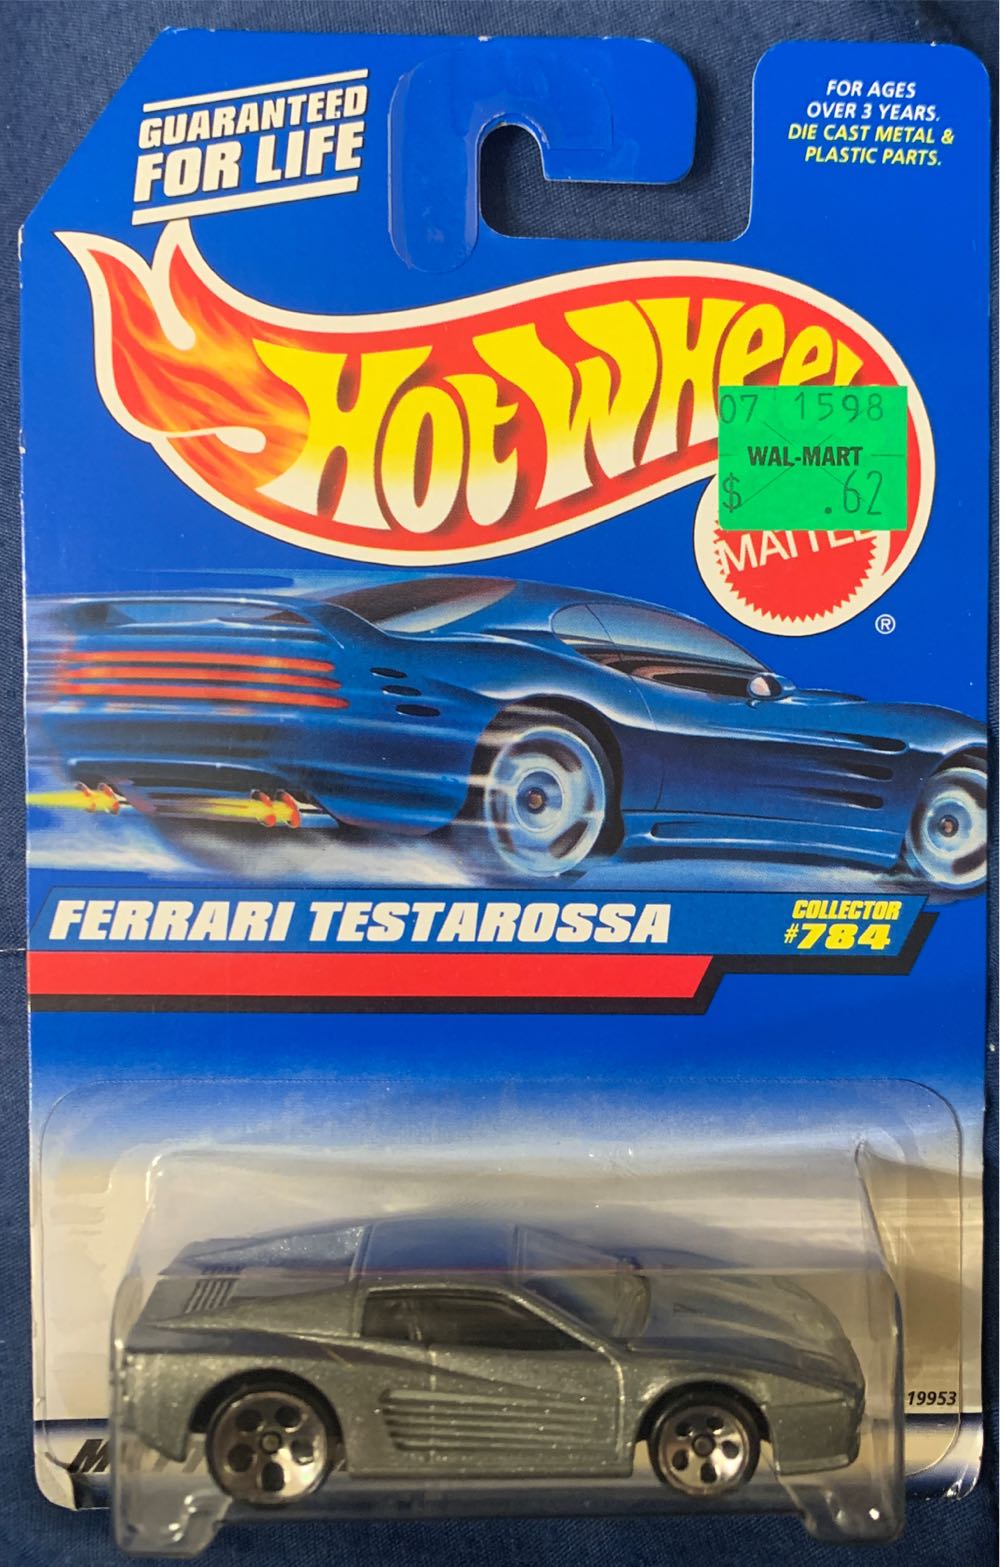 GUARANTEED
FOR LIFE
FOR AGES
OVER 3 YEARS.
DIE CAST METAL &
PLASTIC PARTS.
HOT WHEEL
07 1598
WAL-MART
$ .62
MATTEL
®
FERRARI TESTAROSSA
COLLECTOR
#784
19953